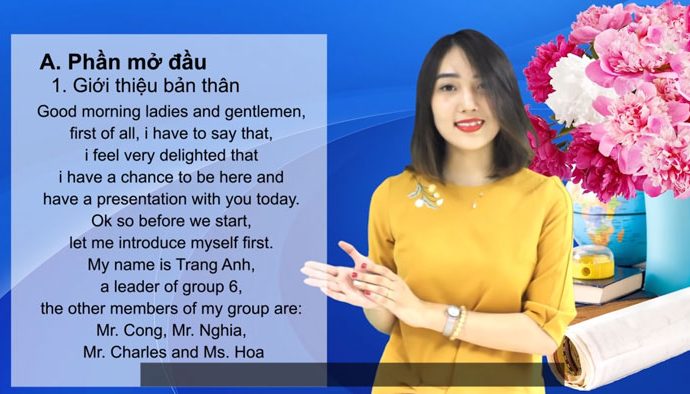 A. Phần mở đầu
1. Giới thiệu bản thân
Good morning ladies and gentlemen,
first of all, i have to say that,
i feel very delighted that
i have a chance to be here and
have a presentation with you today.
Ok so before we start,
let me introduce myself first.
My name is Trang Anh,
a leader of group 6,
the other members of my group are:
Mr. Cong, Mr. Nghia,
Mr. Charles and Ms. Hoa